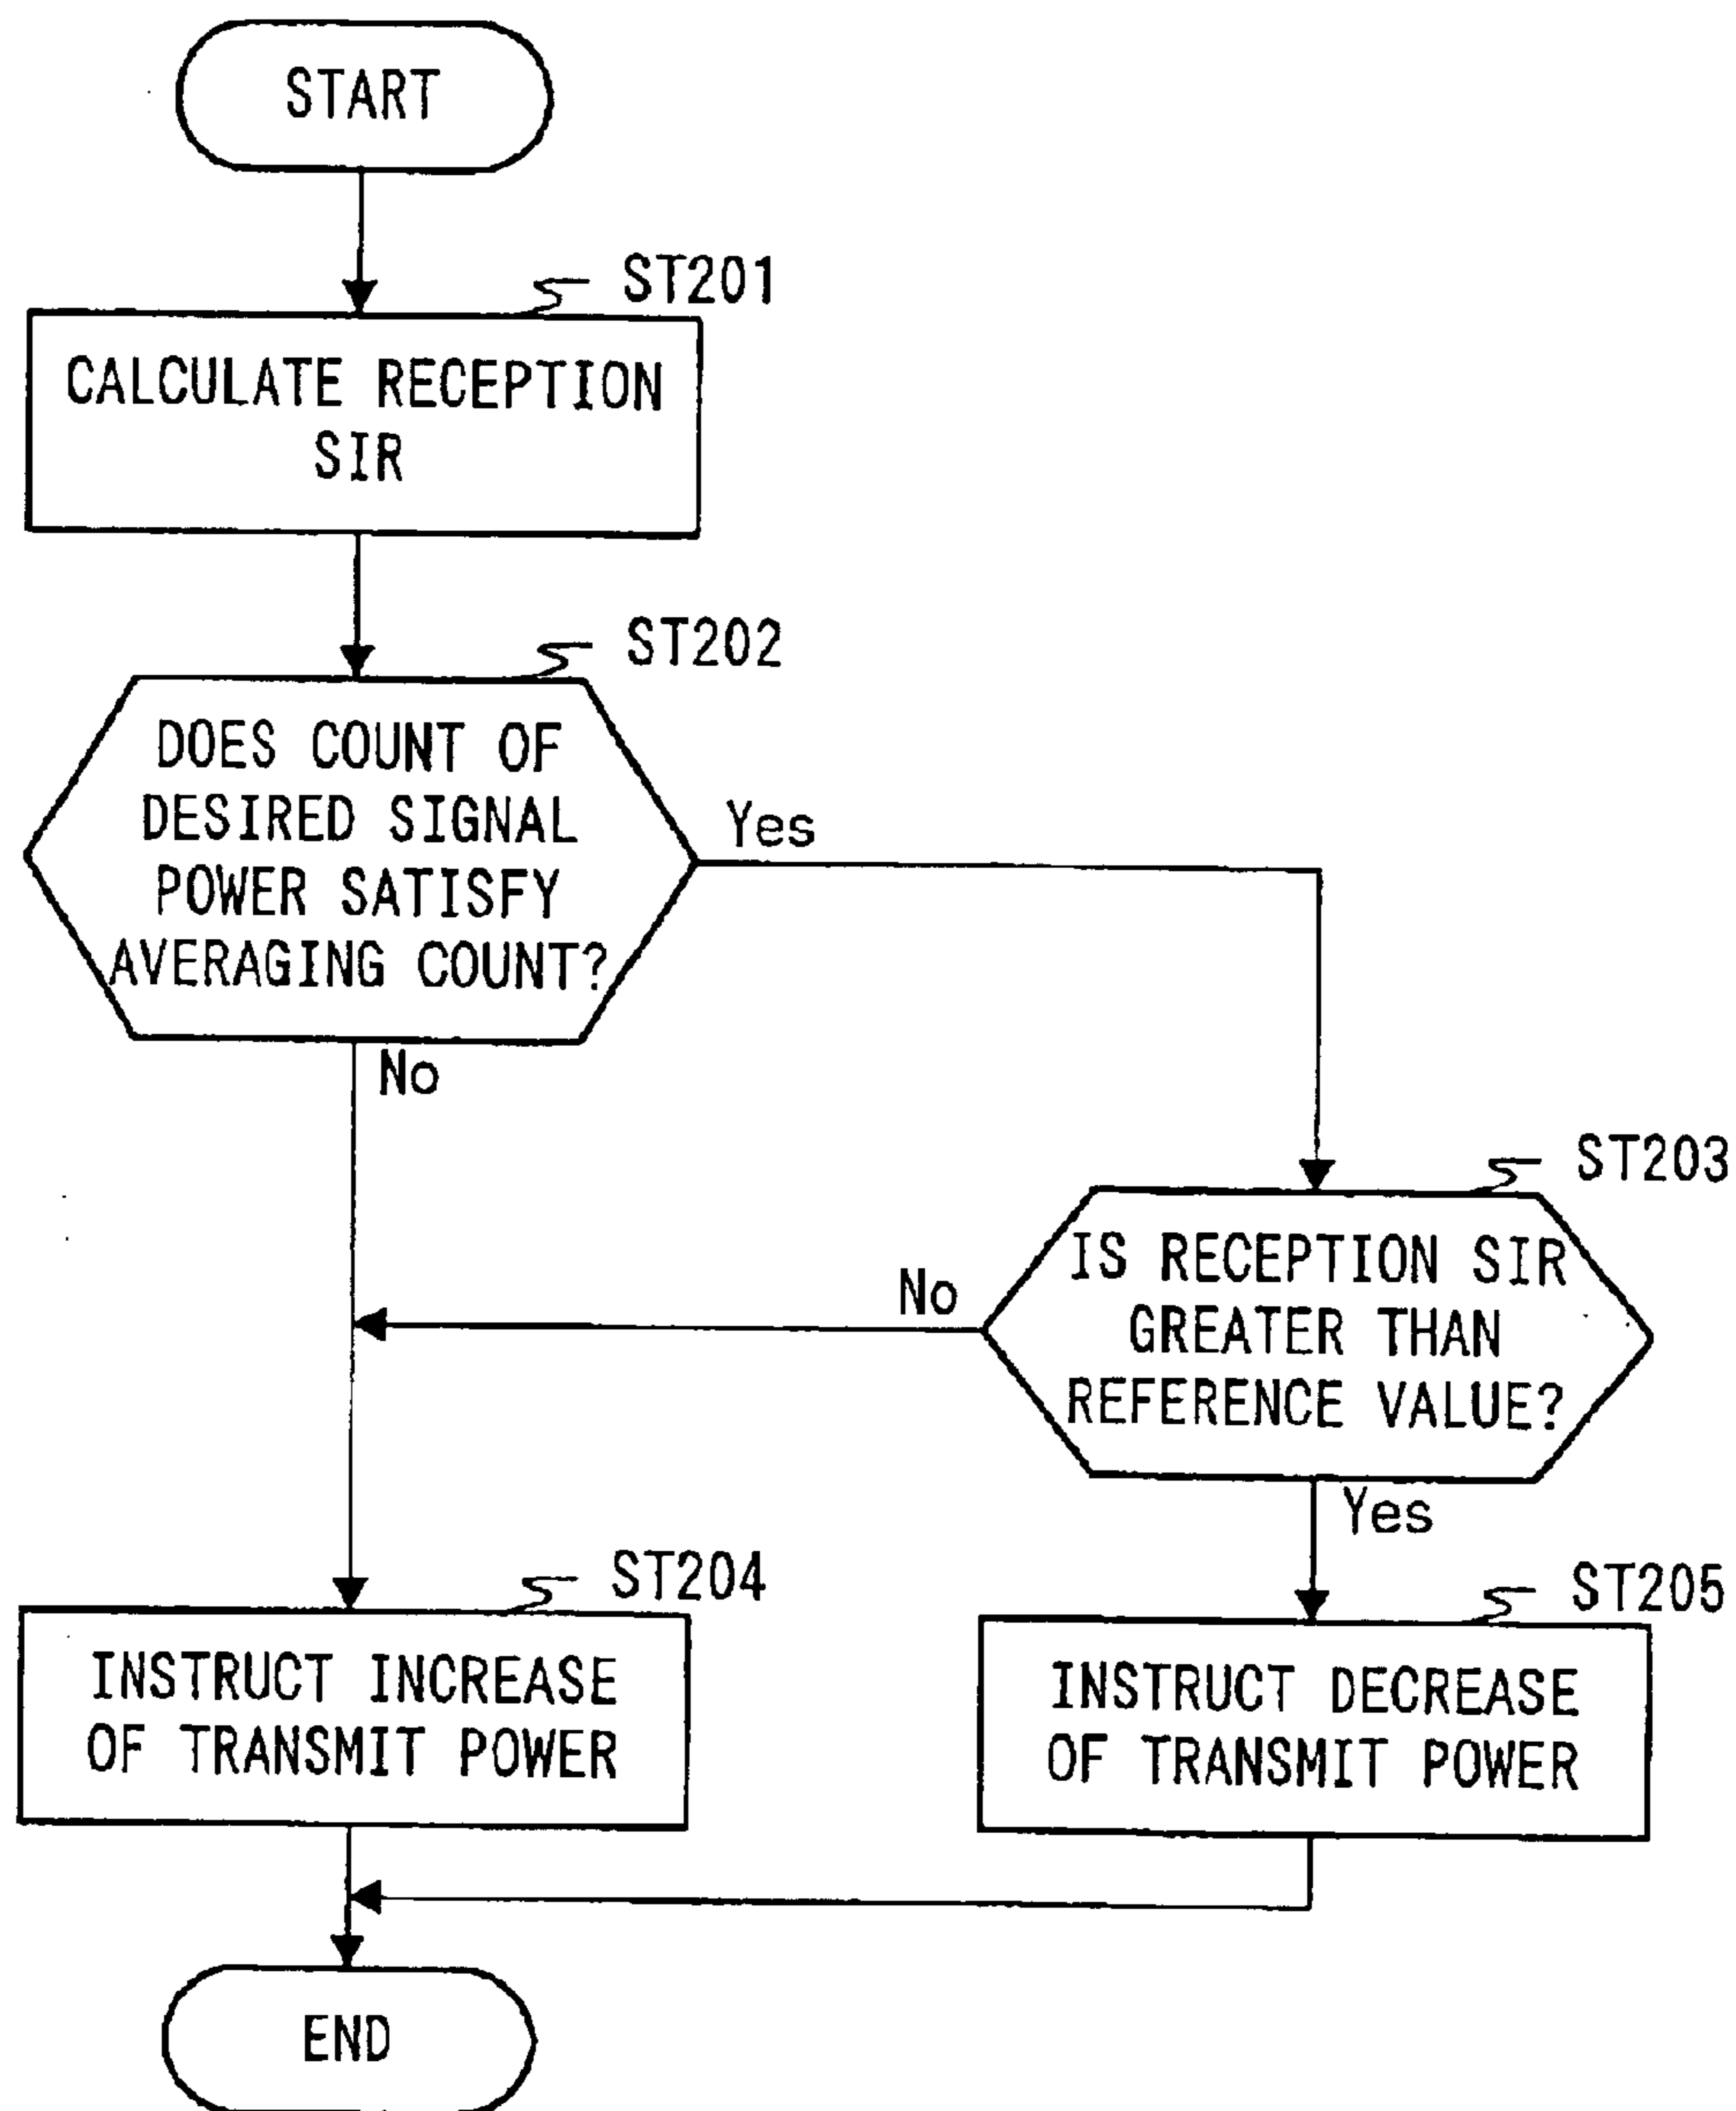 START
ST201
CALCULATE RECEPTION
SIR
ST202
DOES COUNT OF
DESIRED SIGNAL
POWER SATISFY
AVERAGING COUNT?
Yes
No
ST203
IS RECEPTION SIR
GREATER THAN
REFERENCE VALUE?
No
Yes
ST204
INSTRUCT INCREASE
OF TRANSMIT POWER
ST205
INSTRUCT DECREASE
OF TRANSMIT POWER
END